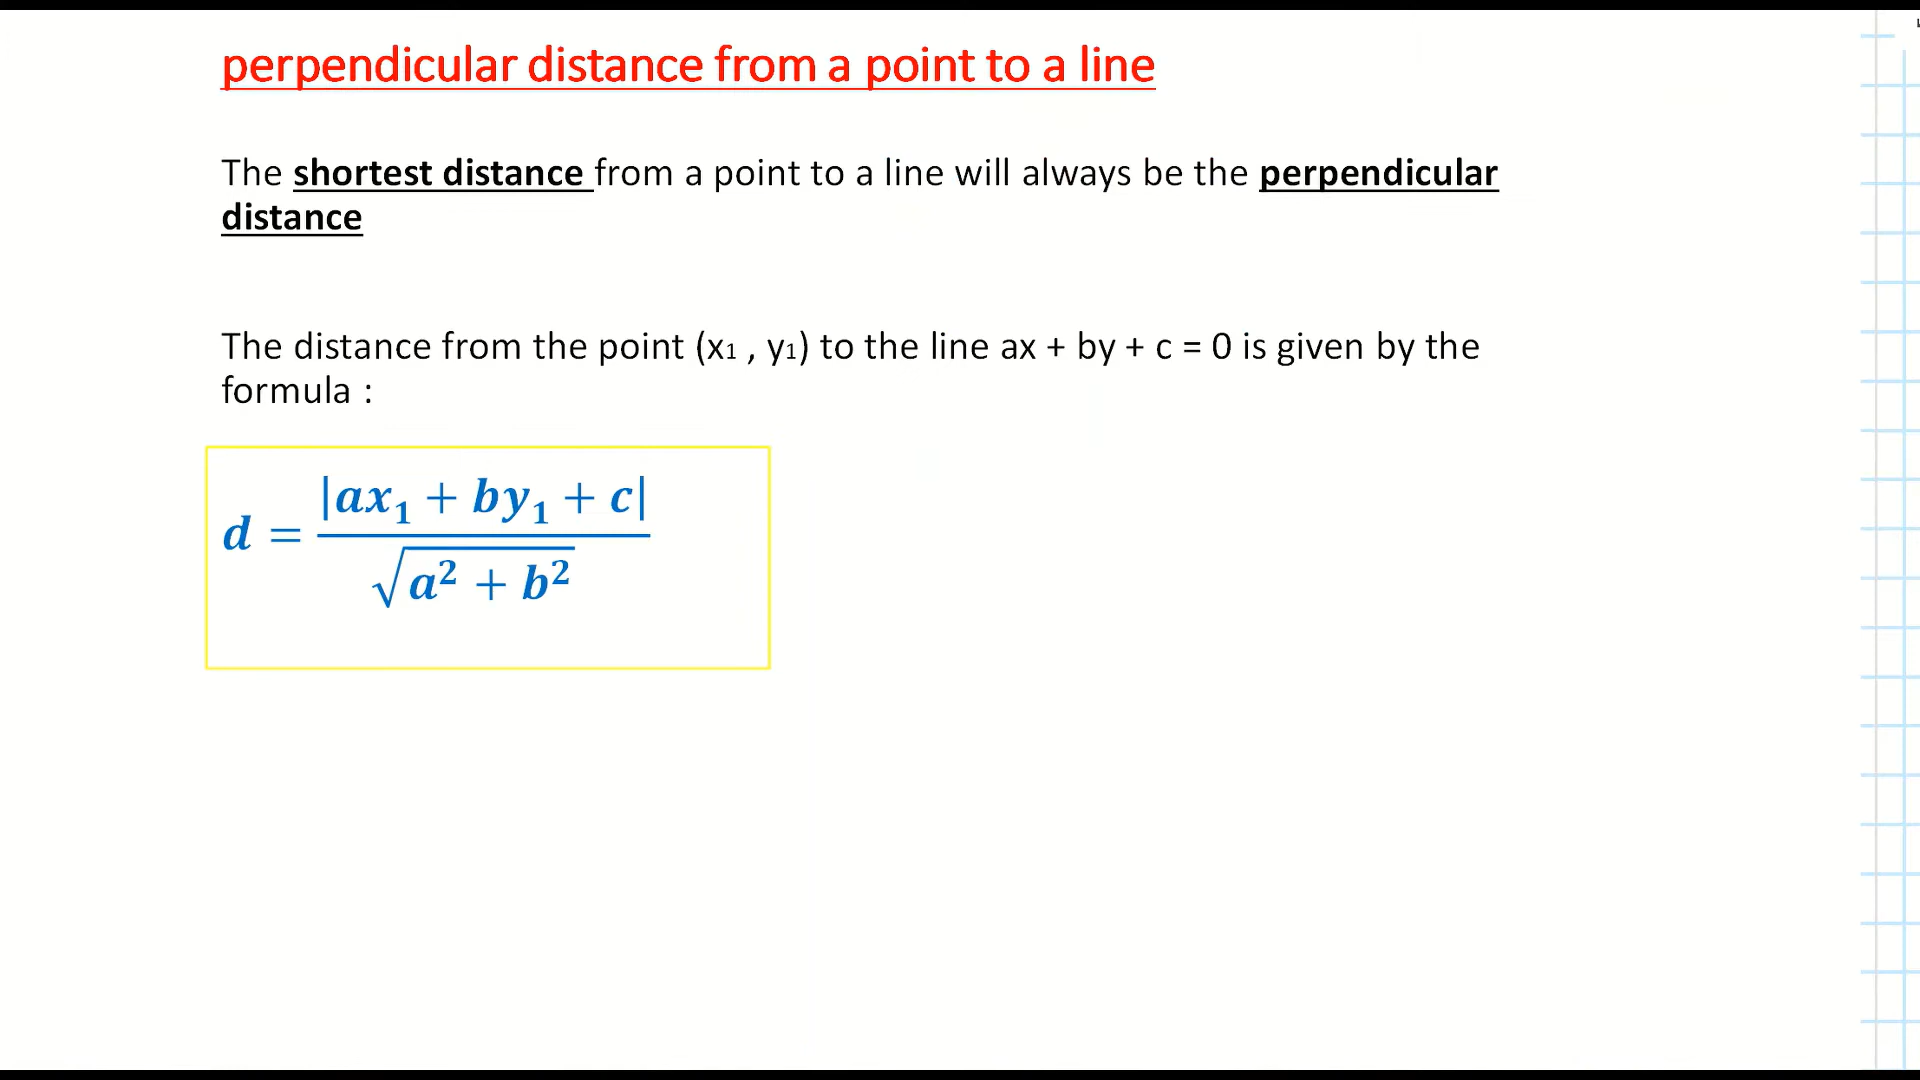 perpendicular distance from a point to a line
The shortest distance from a point to a line will always be the perpendicular
distance
The distance from the point (x₁ , y₁) to the line ax + by + c = 0 is given by the
formula :
d = |ax₁ + by₁ + c| / √(a² + b²)